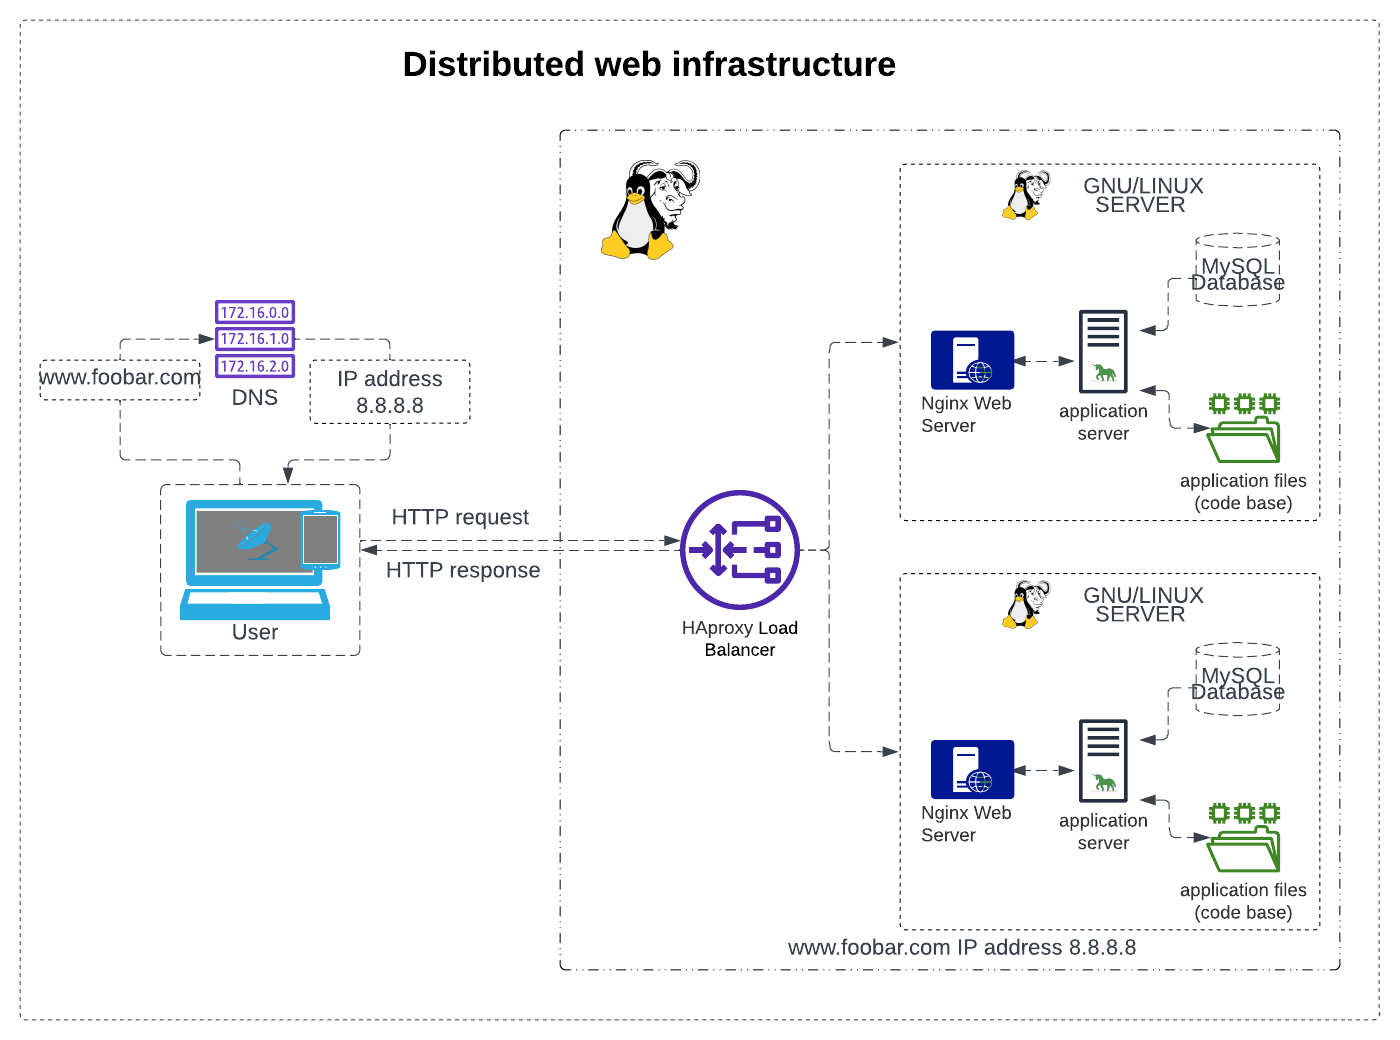 Distributed web infrastructure
GNU/LINUX
SERVER
MySQL
Database
172.16.0.0
172.16.1.0
172.16.2.0
DNS
www.foobar.com
IP address
8.8.8.8
Nginx Web
Server
application
server
application files
(code base)
HTTP request
HTTP response
User
HAproxy Load
Balancer
GNU/LINUX
SERVER
MySQL
Database
Nginx Web
Server
application
server
application files
(code base)
www.foobar.com IP address 8.8.8.8